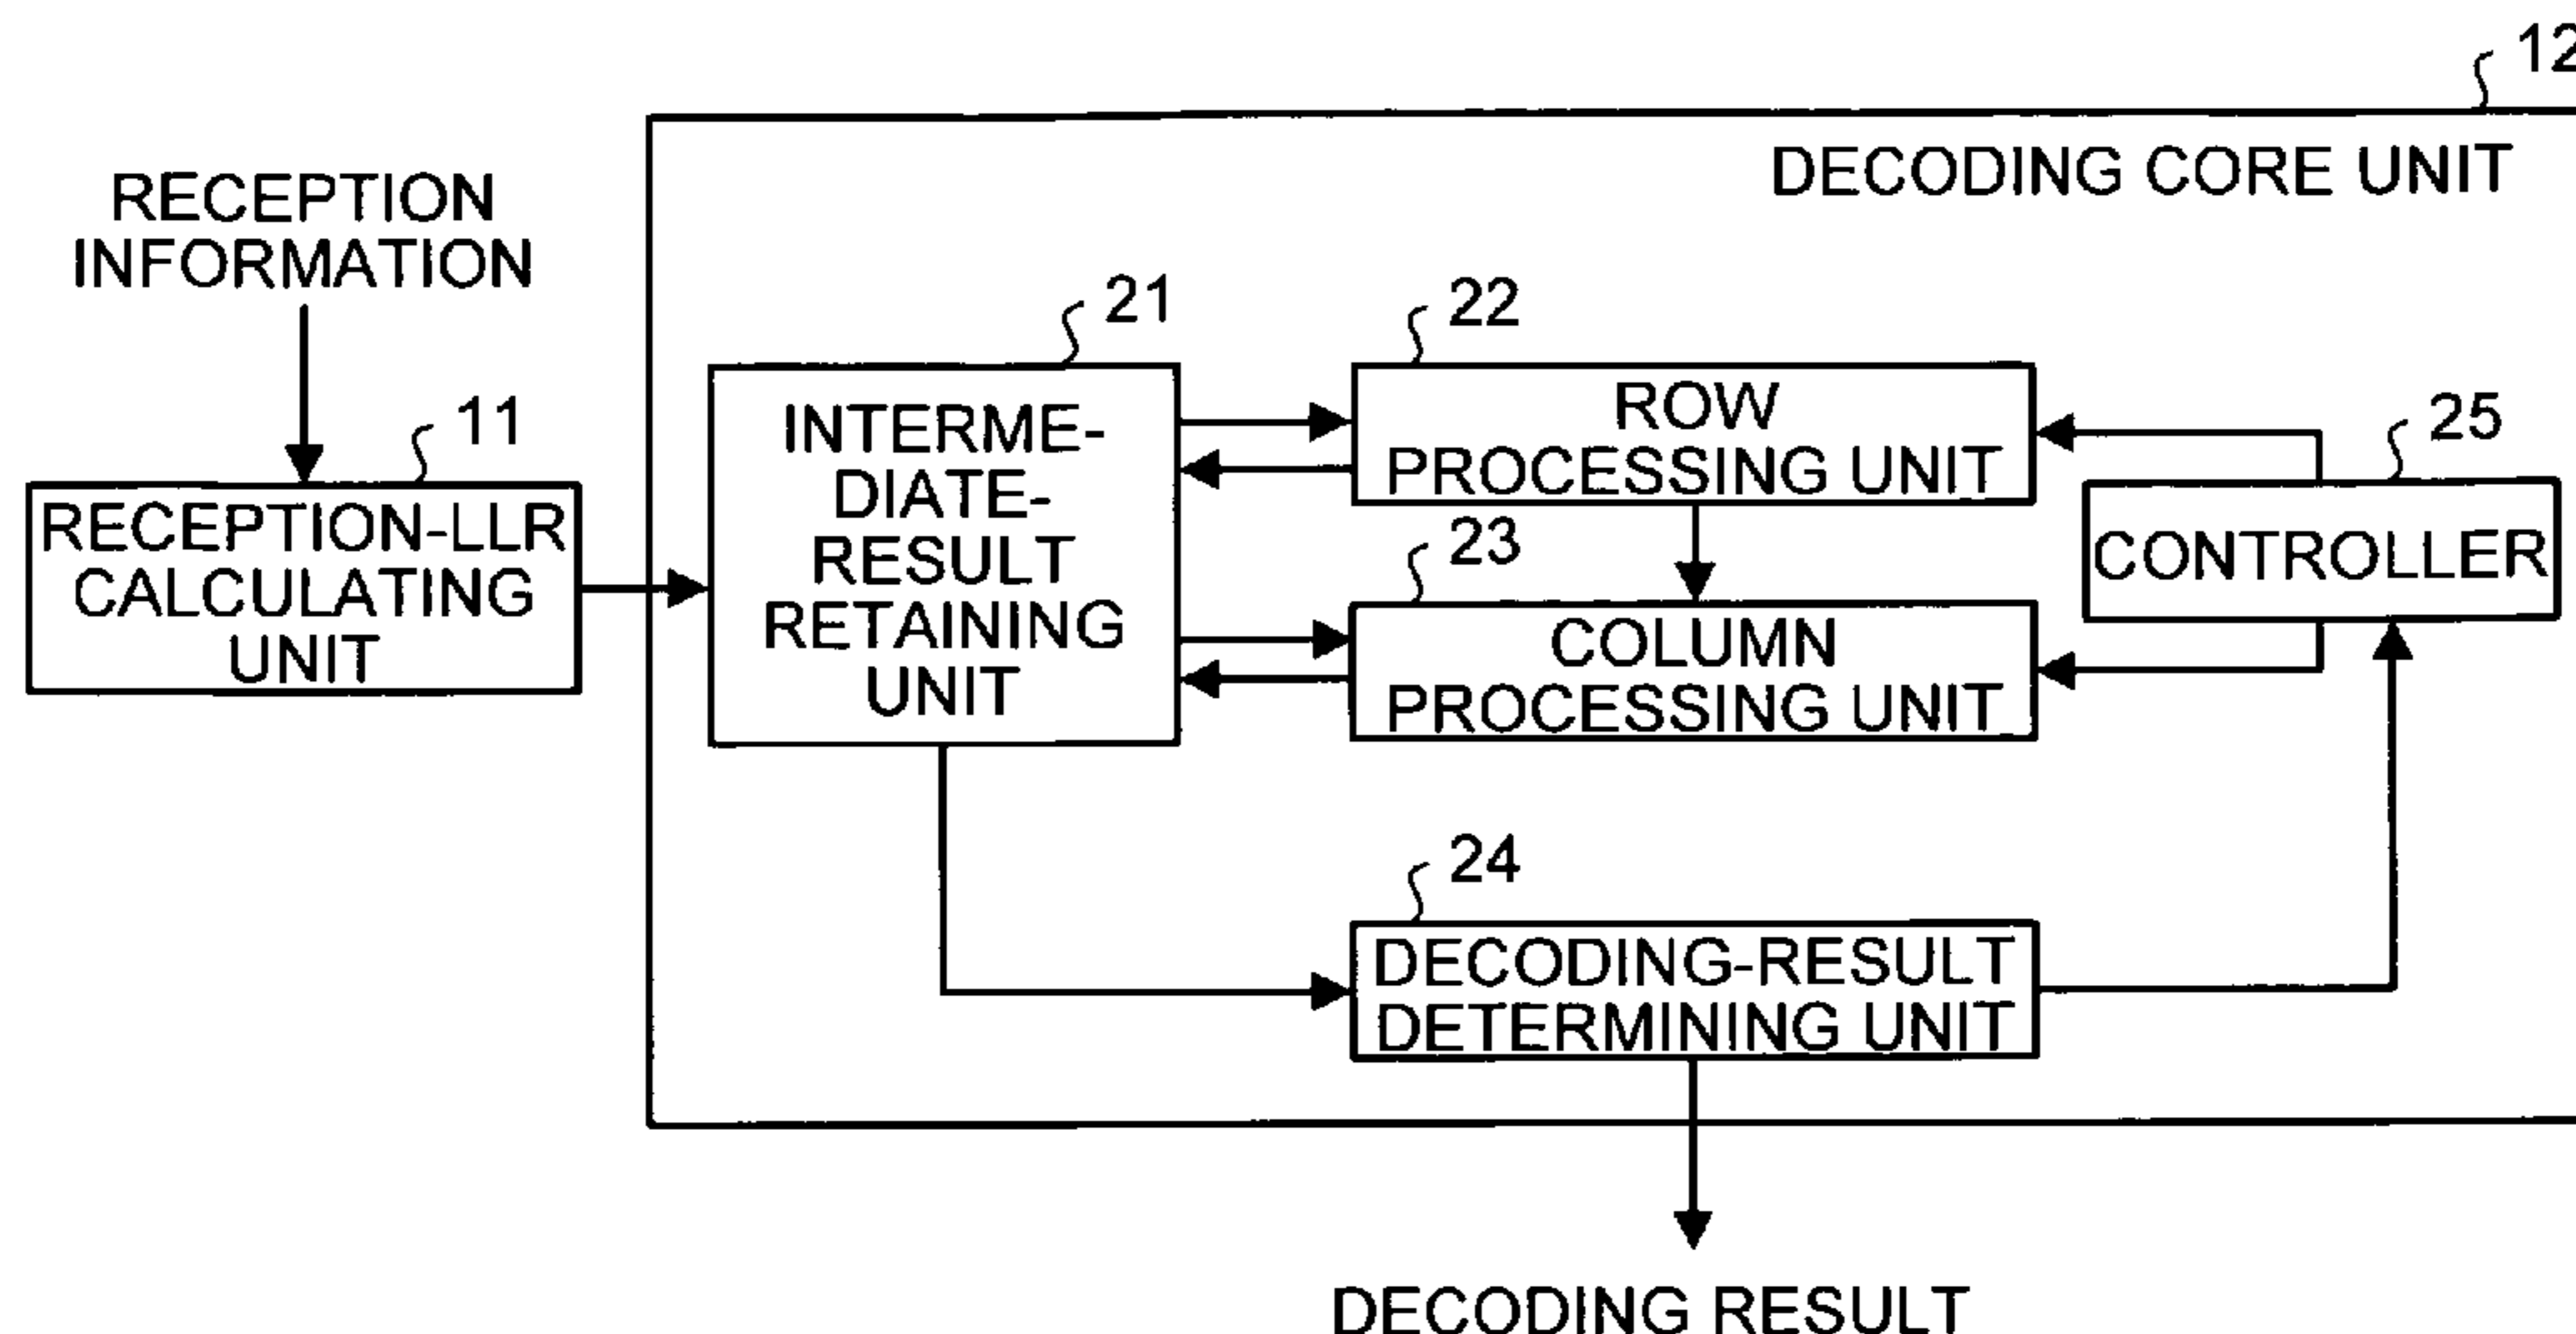 12
DECODING CORE UNIT
RECEPTION
INFORMATION
11
RECEPTION-LLR
CALCULATING
UNIT
21
INTERME-
DIATE-
RESULT
RETAINING
UNIT
22
ROW
PROCESSING UNIT
23
COLUMN
PROCESSING UNIT
25
CONTROLLER
24
DECODING-RESULT
DETERMINING UNIT
DECODING RESULT